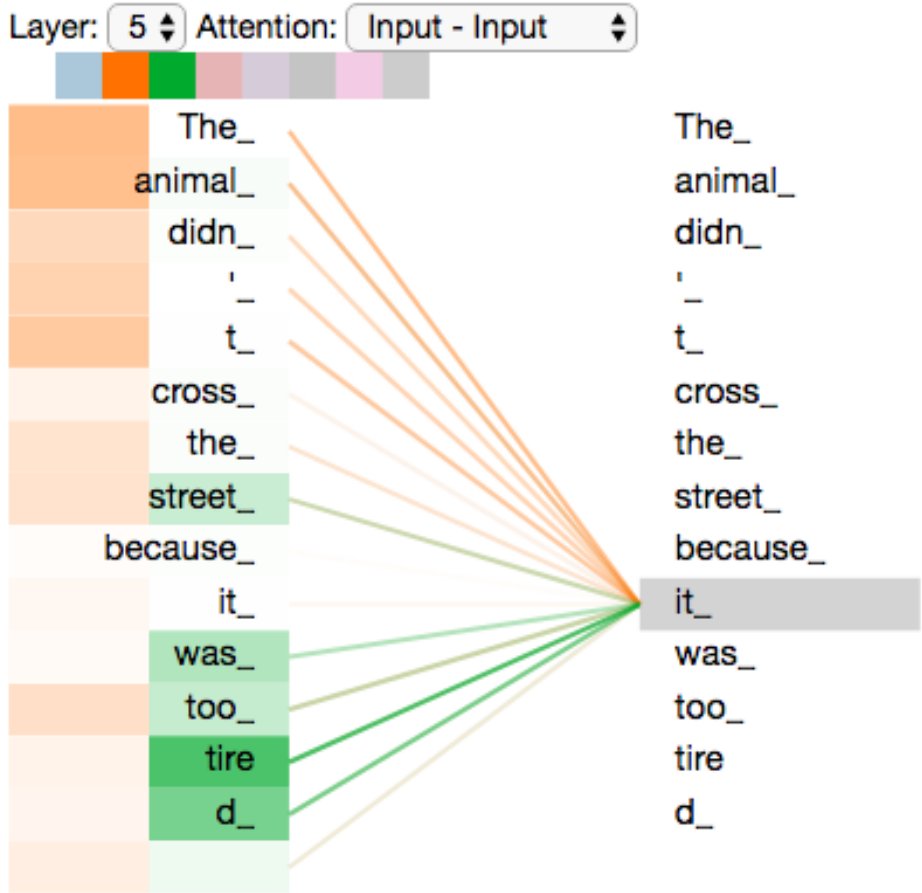 Layer: 5 Attention: Input - Input
The_ The_
animal_ animal_
didn_ didn_
'_ '_
t_ t_
cross_ cross_
the_ the_
street_ street_
because_ because_
it_ it_
was_ was_
too_ too_
tire tire
d_ d_